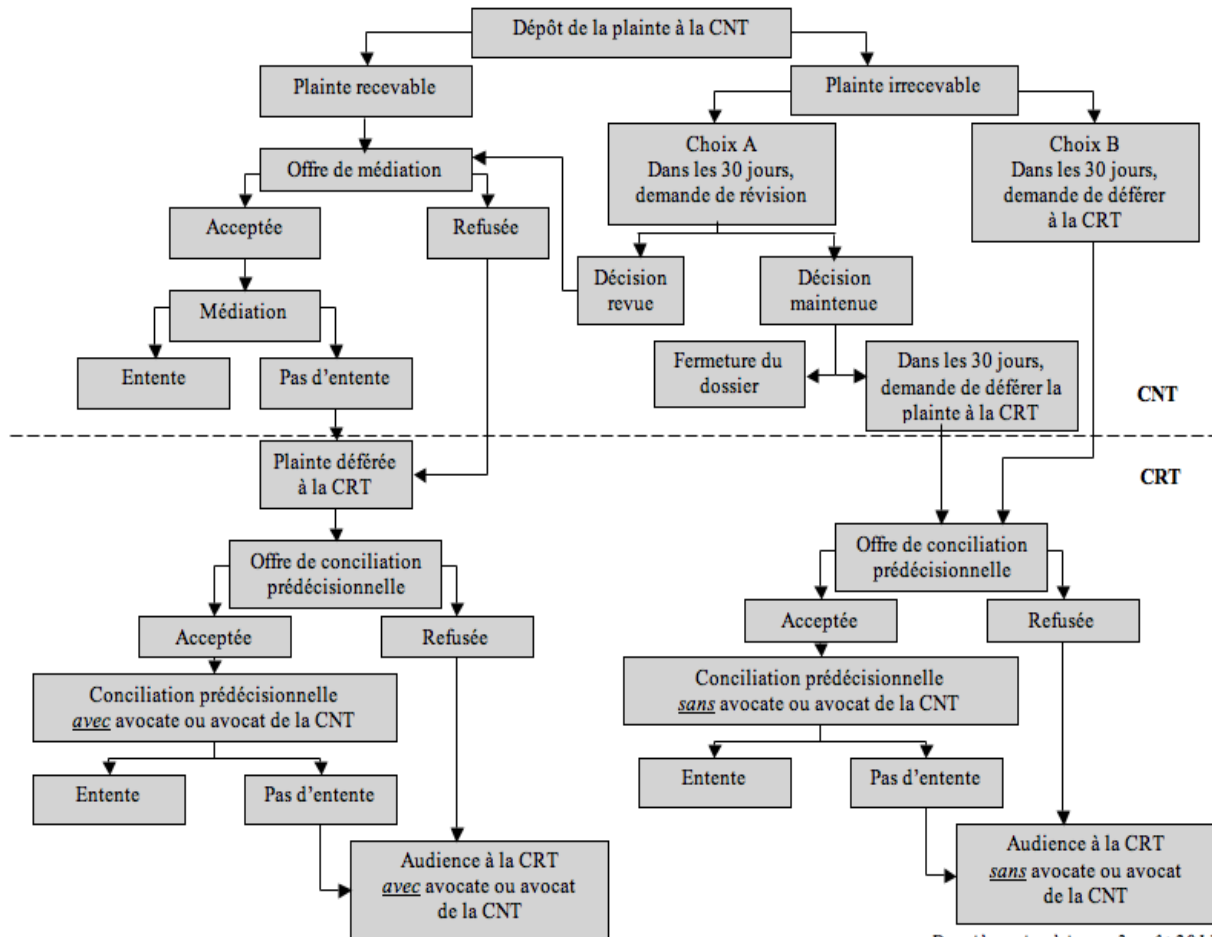 Dépôt de la plainte à la CNT
Plainte recevable
Plainte irrecevable
Offre de médiation
Choix A
Dans les 30 jours,
demande de révision
Choix B
Dans les 30 jours,
demande de déférer
à la CRT
Acceptée
Refusée
Décision
revue
Décision
maintenue
Médiation
Entente
Pas d'entente
Fermeture du
dossier
Dans les 30 jours,
demande de déférer la
plainte à la CRT
CNT
Plainte déférée
à la CRT
CRT
Offre de conciliation
prédécisionnelle
Offre de conciliation
prédécisionnelle
Acceptée
Refusée
Acceptée
Refusée
Conciliation prédécisionnelle
avec avocate ou avocat de la CNT
Conciliation prédécisionnelle
sans avocate ou avocat de la CNT
Entente
Pas d'entente
Entente
Pas d'entente
Audience à la CRT
avec avocate ou avocat
de la CNT
Audience à la CRT
sans avocate ou avocat
de la CNT